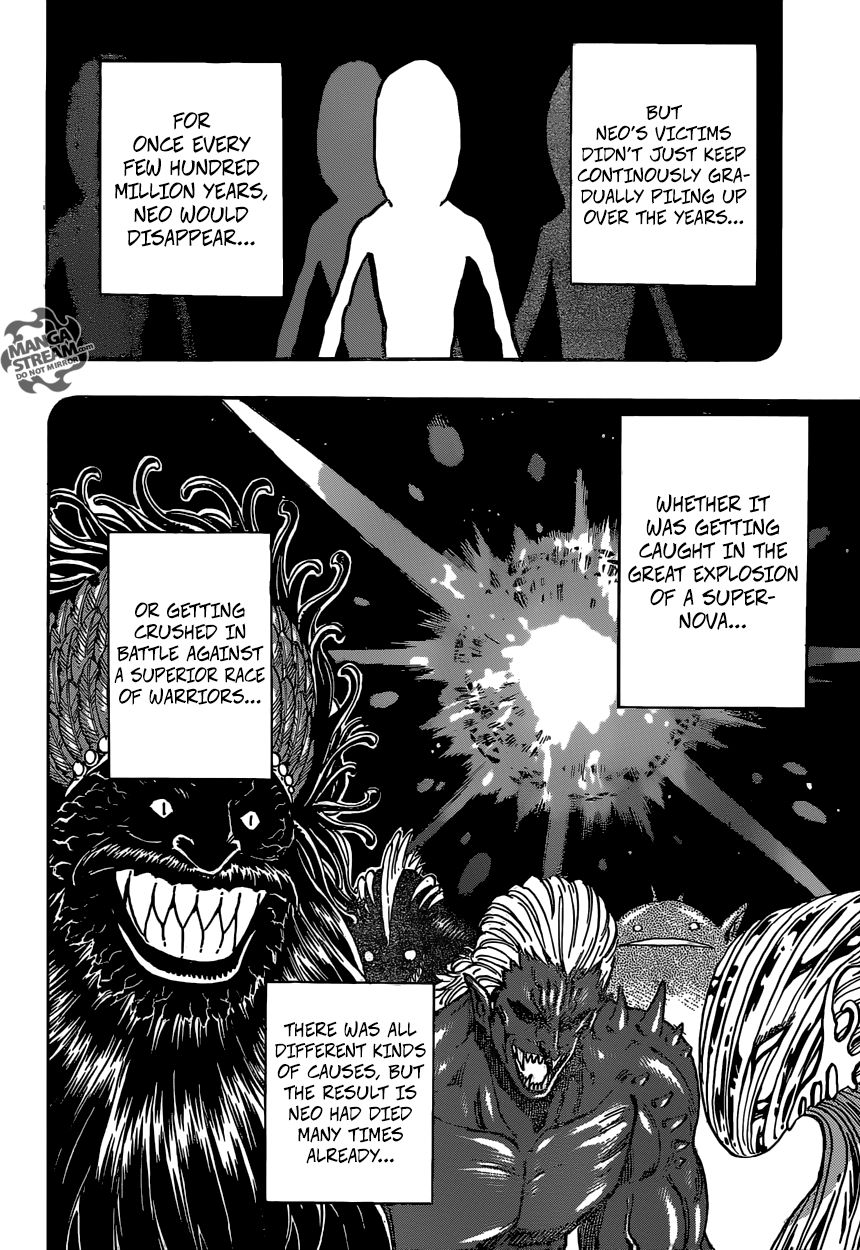 BUT
NEO'S VICTIMS
DIDN'T JUST KEEP
CONTINOUSLY GRA-
DUALLY PILING UP
OVER THE YEARS...
FOR
ONCE EVERY
FEW HUNDRED
MILLION YEARS,
NEO WOULD
DISAPPEAR...
MANGA
STREAM.com
DO NOT MIRROR
WHETHER IT
WAS GETTING
CAUGHT IN THE
GREAT EXPLOSION
OF A SUPER-
NOVA...
OR GETTING
CRUSHED IN
BATTLE AGAINST
A SUPERIOR RACE
OF WARRIORS...
THERE WAS ALL
DIFFERENT KINDS
OF CAUSES, BUT
THE RESULT IS
NEO HAD DIED
MANY TIMES
ALREADY...